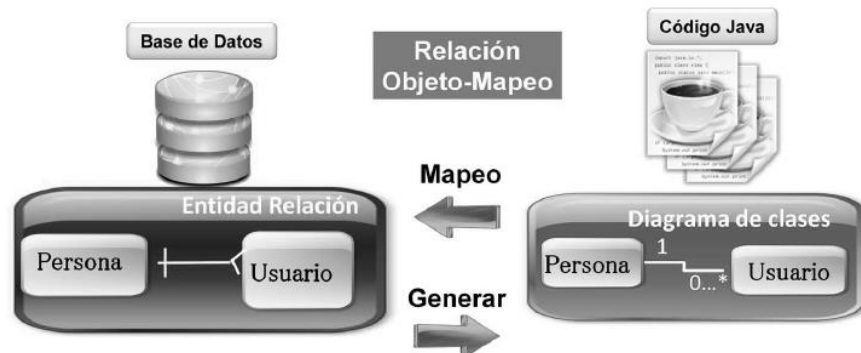 Base de Datos
Relación
Objeto-Mapeo
Código Java
Mapeo
Entidad Relación
Persona
Usuario
Diagrama de clases
Persona
1
0...*
Usuario
Generar